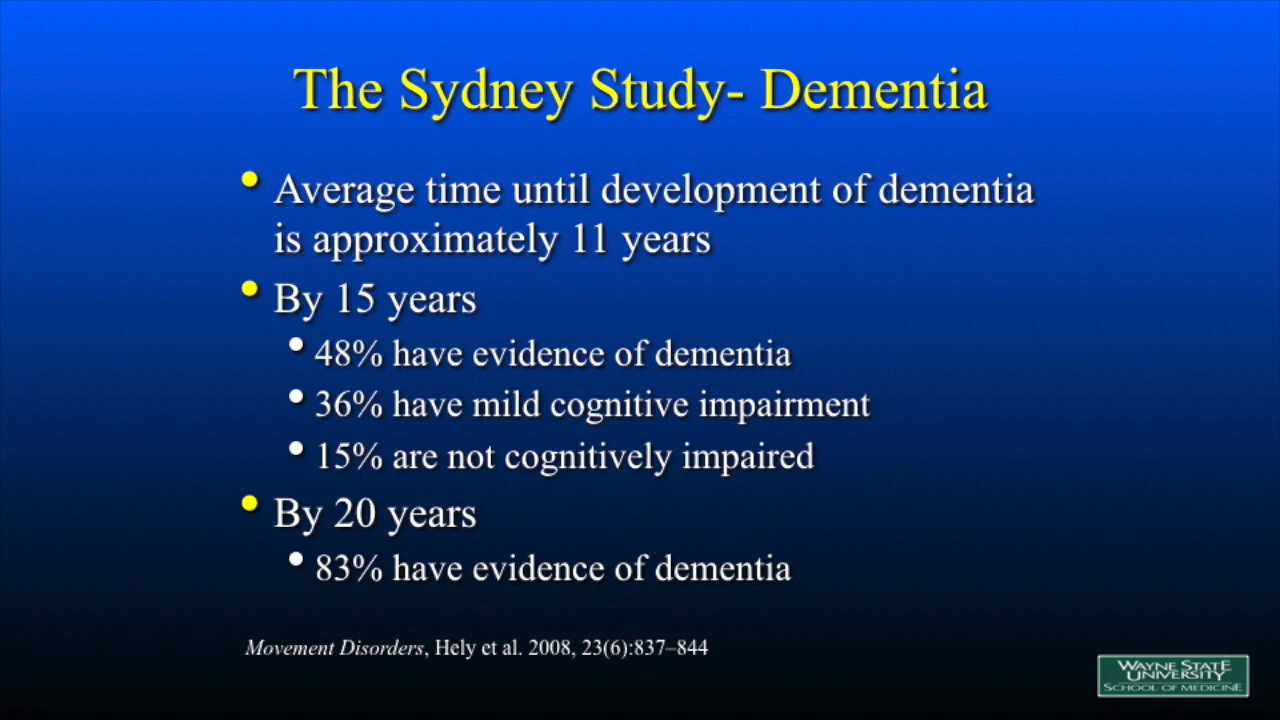 The Sydney Study- Dementia
• Average time until development of dementia
is approximately 11 years
• By 15 years
• 48% have evidence of dementia
• 36% have mild cognitive impairment
• 15% are not cognitively impaired
• By 20 years
• 83% have evidence of dementia
Movement Disorders, Hely et al. 2008, 23(6):837–844
WAYNE STATE
UNIVERSITY
SCHOOL OF MEDICINE